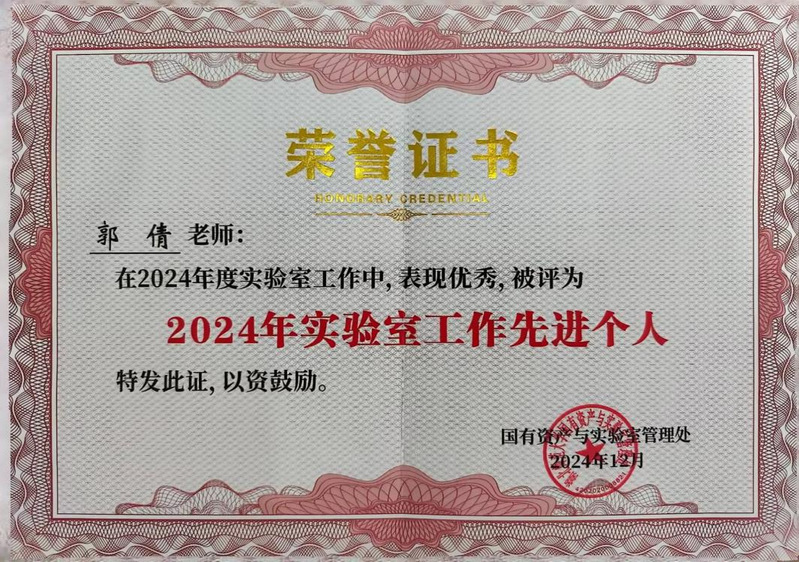 荣誉证书
HONORARY CREDENTIAL
郭 倩 老师：
在2024年度实验室工作中, 表现优秀, 被评为
2024年实验室工作先进个人
特发此证, 以资鼓励。
国有资产与实验室管理处
2024年12月